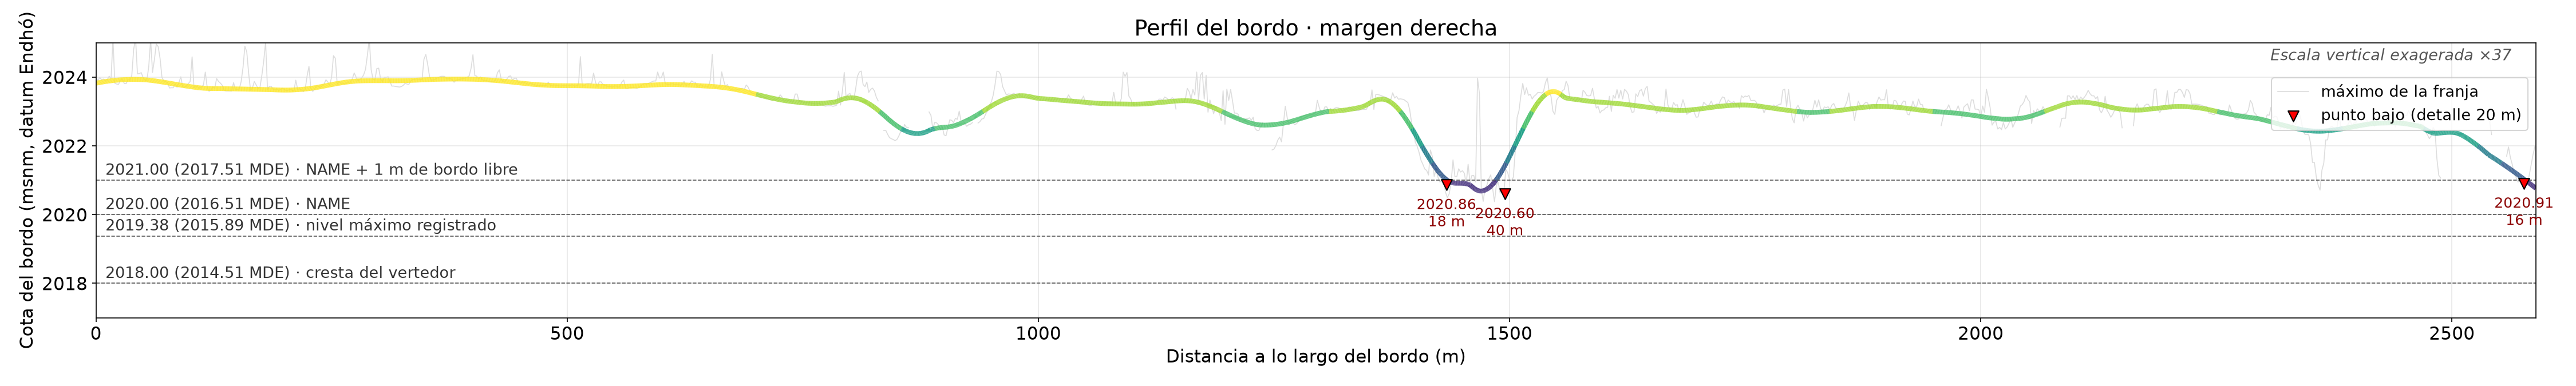 Perfil del bordo · margen derecha
Cota del bordo (msnm, datum Endhó)
Escala vertical exagerada ×37
máximo de la franja
punto bajo (detalle 20 m)
2024
2022
2020
2018
2021.00 (2017.51 MDE) · NAME + 1 m de bordo libre
2020.00 (2016.51 MDE) · NAME
2019.38 (2015.89 MDE) · nivel máximo registrado
2018.00 (2014.51 MDE) · cresta del vertedor
2020.86
18 m
2020.60
40 m
2020.91
16 m
0 500 1000 1500 2000 2500
Distancia a lo largo del bordo (m)